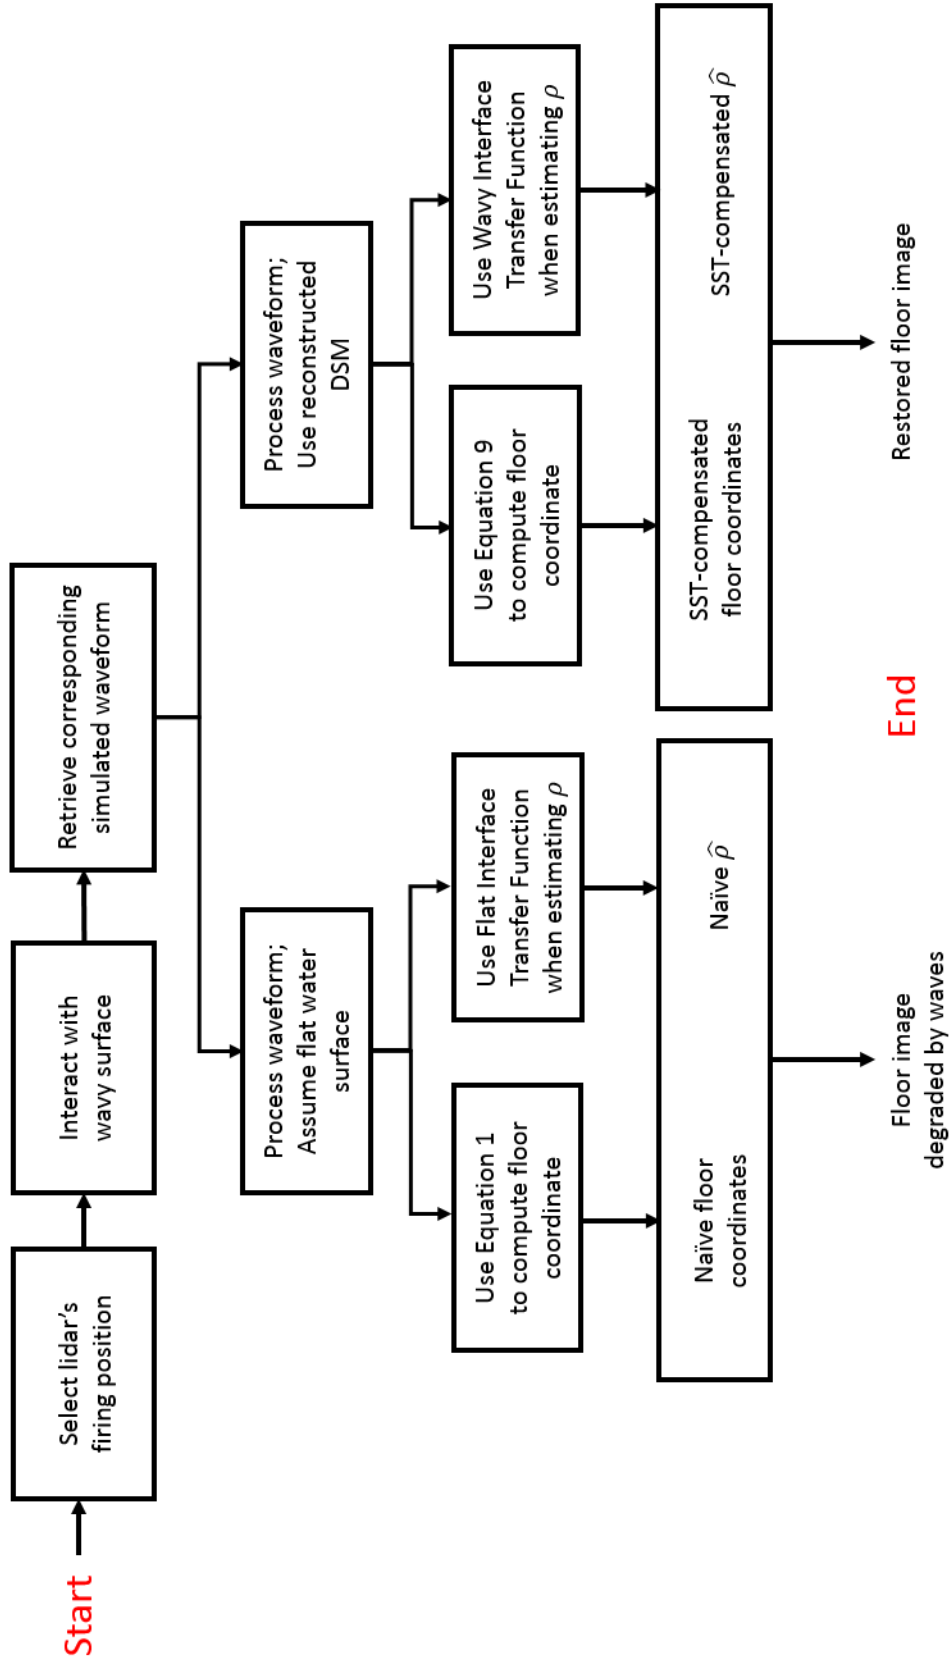 Start
Select lidar's
firing position
Interact with
wavy surface
Retrieve corresponding
simulated waveform
Process waveform;
Assume flat water
surface
Process waveform;
Use reconstructed
DSM
Use Equation 1
to compute floor
coordinate
Use Flat Interface
Transfer Function
when estimating ρ
Use Equation 9
to compute floor
coordinate
Use Wavy Interface
Transfer Function
when estimating ρ
Naïve floor
coordinates
Naïve ρ̂
SST-compensated
floor coordinates
SST-compensated ρ̂
Floor image
degraded by waves
End
Restored floor image